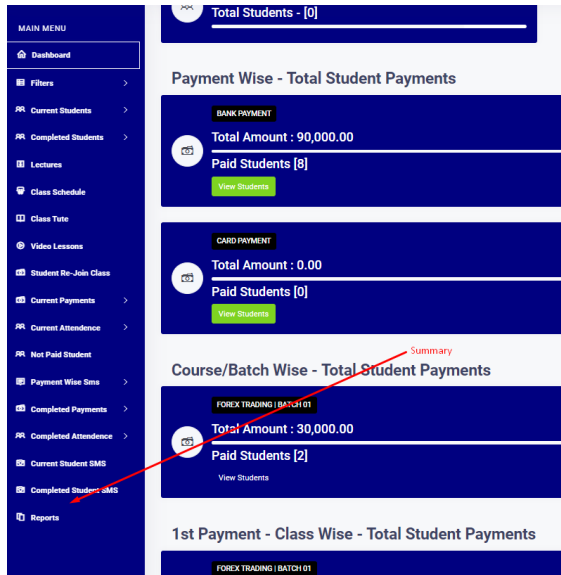 MAIN MENU
Dashboard
Filters
Current Students
Completed Students
Lectures
Class Schedule
Class Tute
Video Lessons
Student Re-Join Class
Current Payments
Current Attendence
Not Paid Student
Payment Wise Sms
Completed Payments
Completed Attendence
Current Student SMS
Completed Student SMS
Reports
Total Students - [0]
Payment Wise - Total Student Payments
BANK PAYMENT
Total Amount : 90,000.00
Paid Students [8]
View Students
CARD PAYMENT
Total Amount : 0.00
Paid Students [0]
View Students
Summary
Course/Batch Wise - Total Student Payments
FOREX TRADING | BATCH 01
Total Amount : 30,000.00
Paid Students [2]
View Students
1st Payment - Class Wise - Total Student Payments
FOREX TRADING | BATCH 01